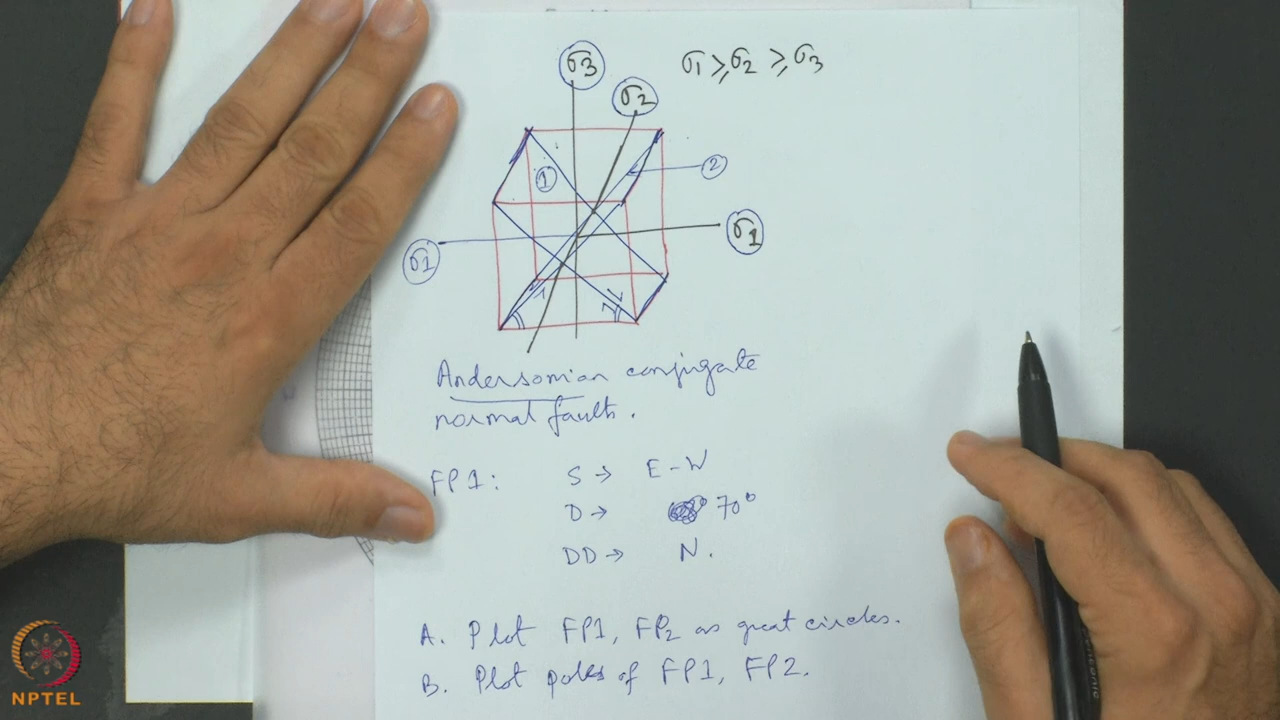 σ3
σ2
σ1 ≥ σ2 ≥ σ3
1
2
σ1
σ1
Andersonian conjugate
normal fault.
FP1: S → E-W
D → 70°
DD → N.
A. Plot FP1, FP2 as great circles.
B. Plot poles of FP1, FP2.
NPTEL